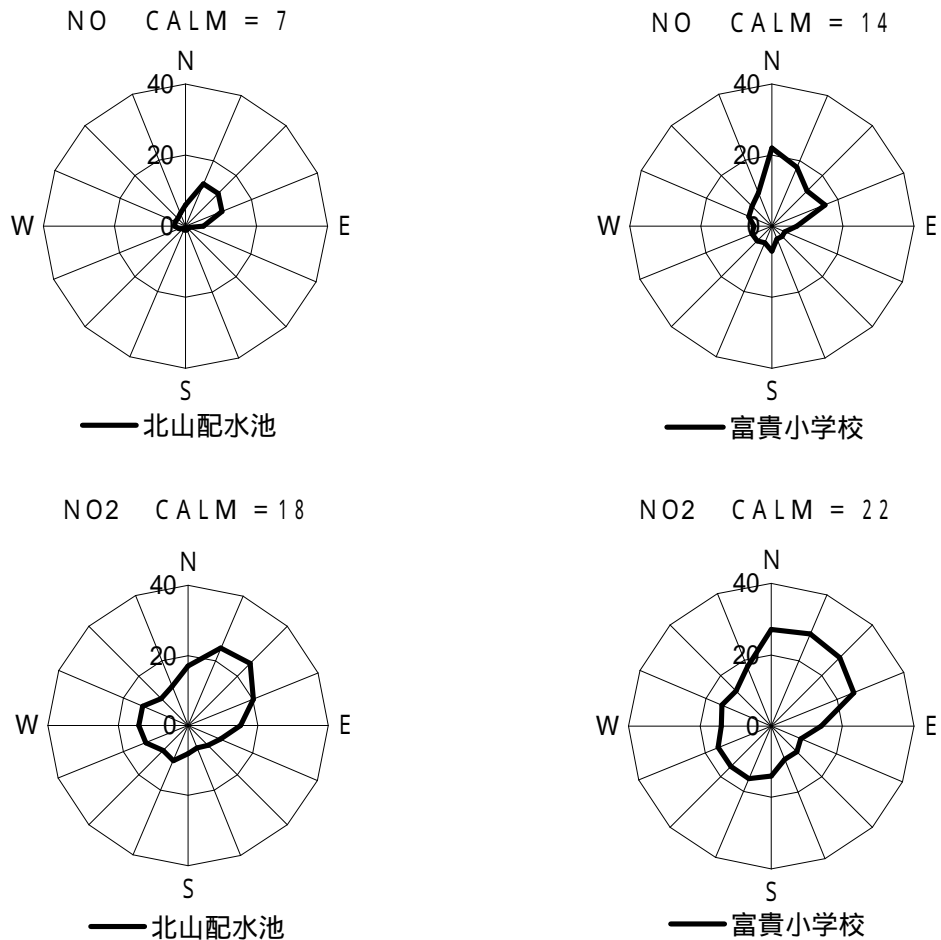 NO CALM = 7
N
40
20
W 0 E
S
北山配水池
NO CALM = 14
N
40
20
W 0 E
S
富貴小学校
NO2 CALM = 18
N
40
20
W 0 E
S
北山配水池
NO2 CALM = 22
N
40
20
W 0 E
S
富貴小学校